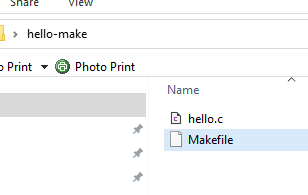 Share View
hello-make
Print Photo Print
Name
hello.c
Makefile